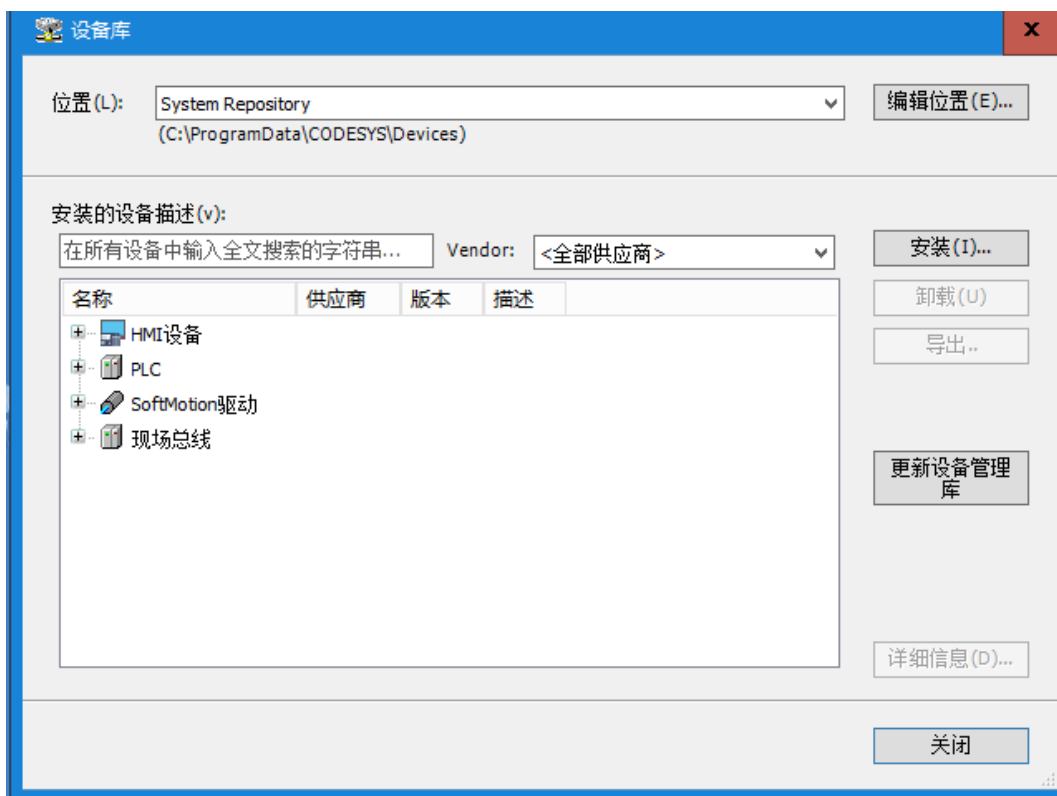 设备库
x
位置(L):
System Repository
编辑位置(E)...
(C:\ProgramData\CODESYS\Devices)
安装的设备描述(v):
在所有设备中输入全文搜索的字符串...
Vendor:
<全部供应商>
安装(I)...
名称 供应商 版本 描述
卸载(U)
HMI设备
导出..
PLC
SoftMotion驱动
现场总线
更新设备管理
库
详细信息(D)...
关闭